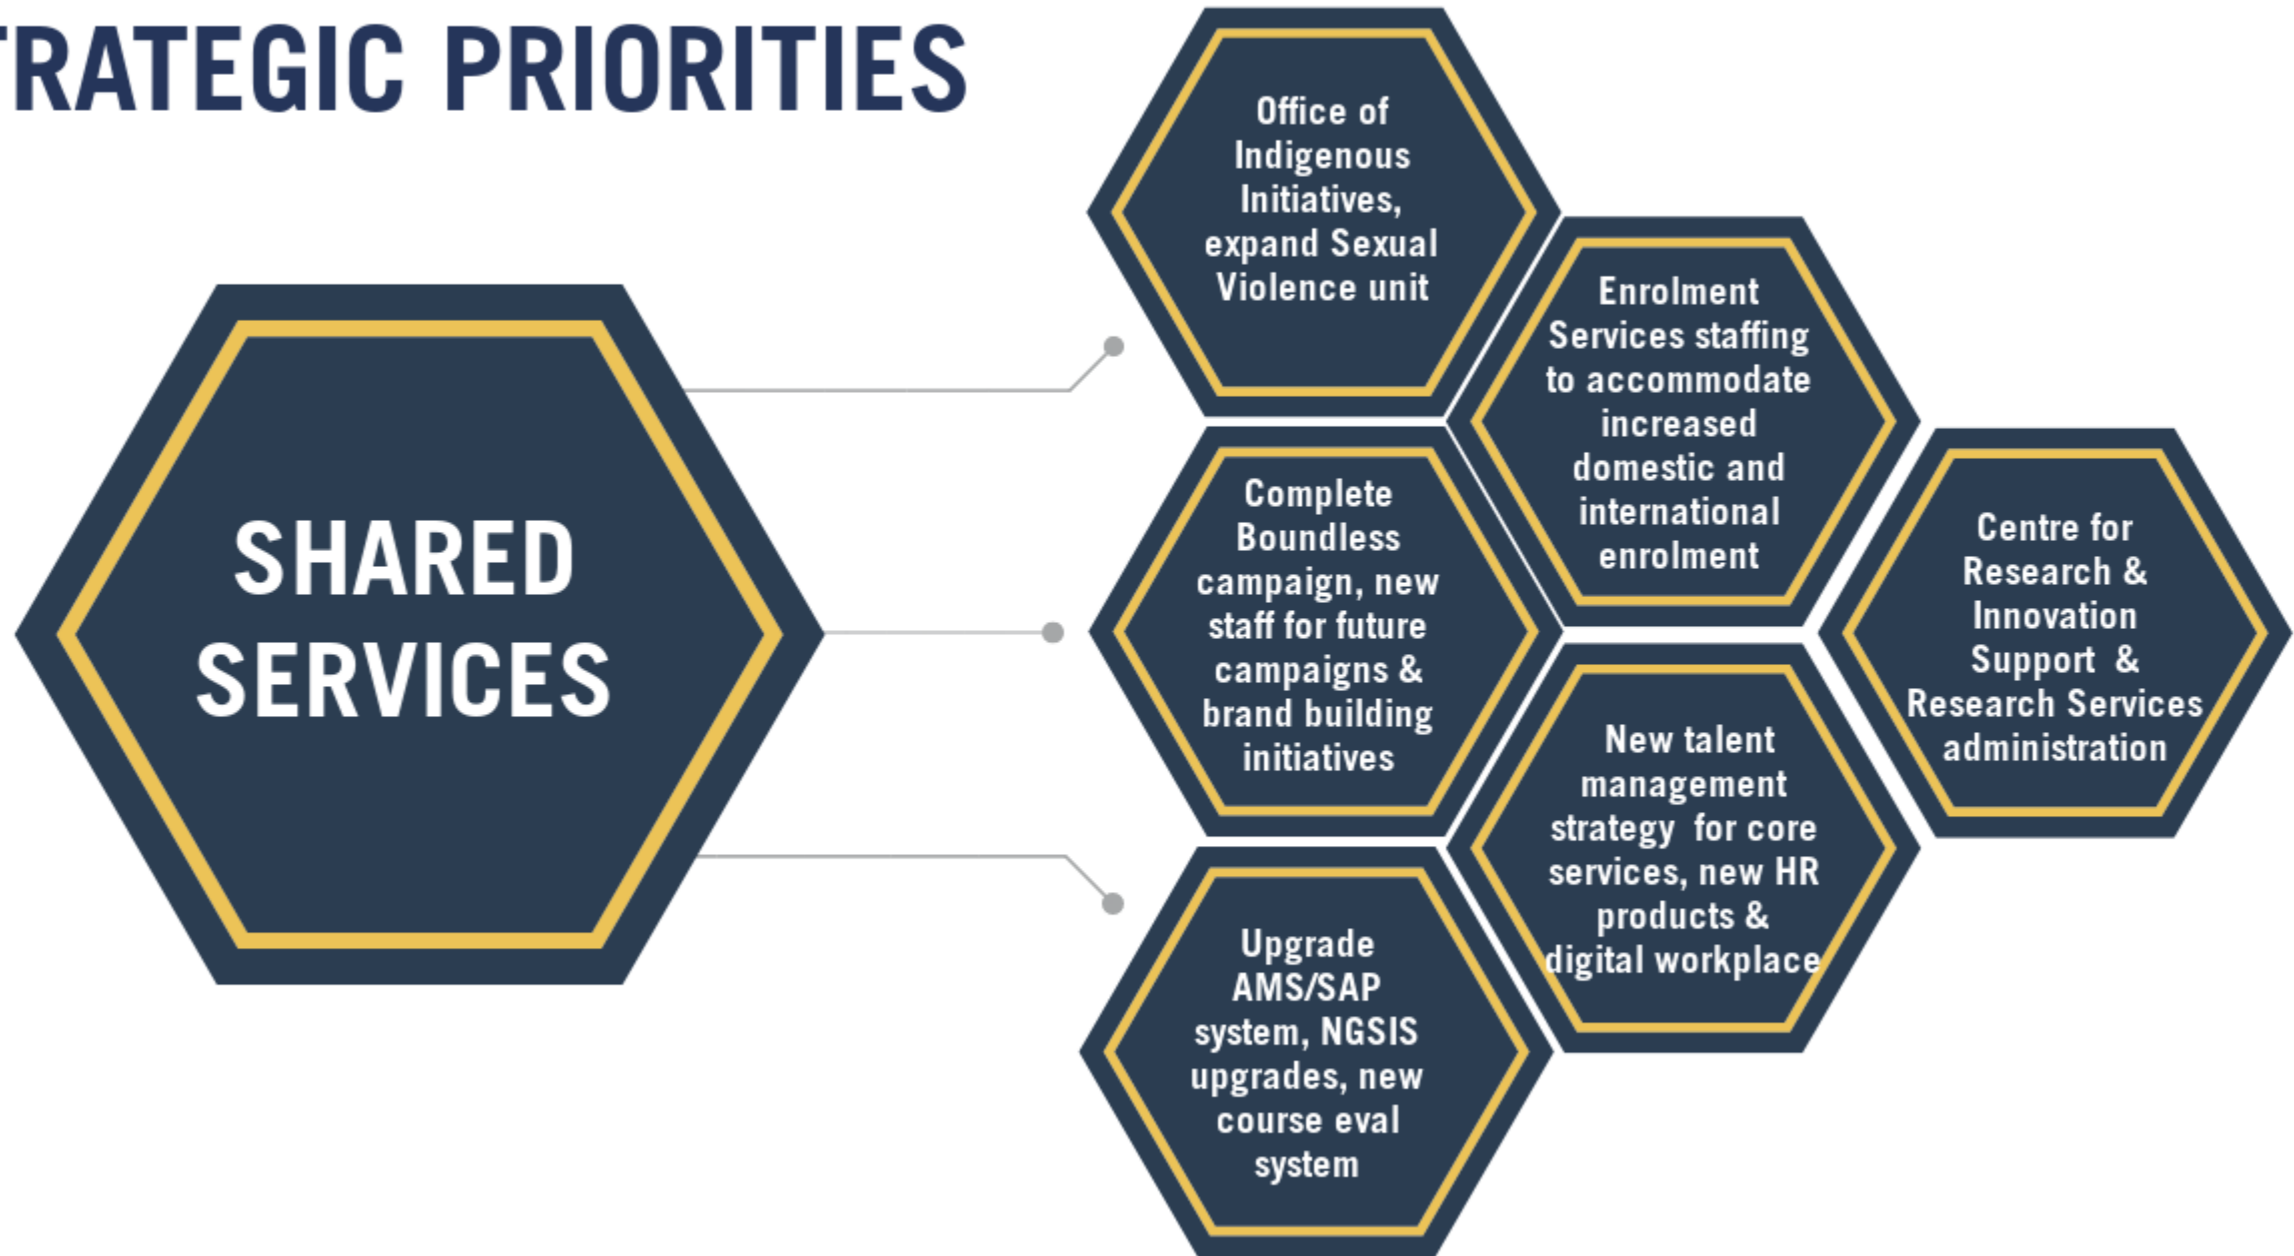 TRATEGIC PRIORITIES
SHARED
SERVICES
Office of
Indigenous
Initiatives,
expand Sexual
Violence unit
Enrolment
Services staffing
to accommodate
increased
domestic and
international
enrolment
Complete
Boundless
campaign, new
staff for future
campaigns &
brand building
initiatives
Centre for
Research &
Innovation
Support &
Research Services
administration
New talent
management
strategy for core
services, new HR
products &
digital workplace
Upgrade
AMS/SAP
system, NGSIS
upgrades, new
course eval
system